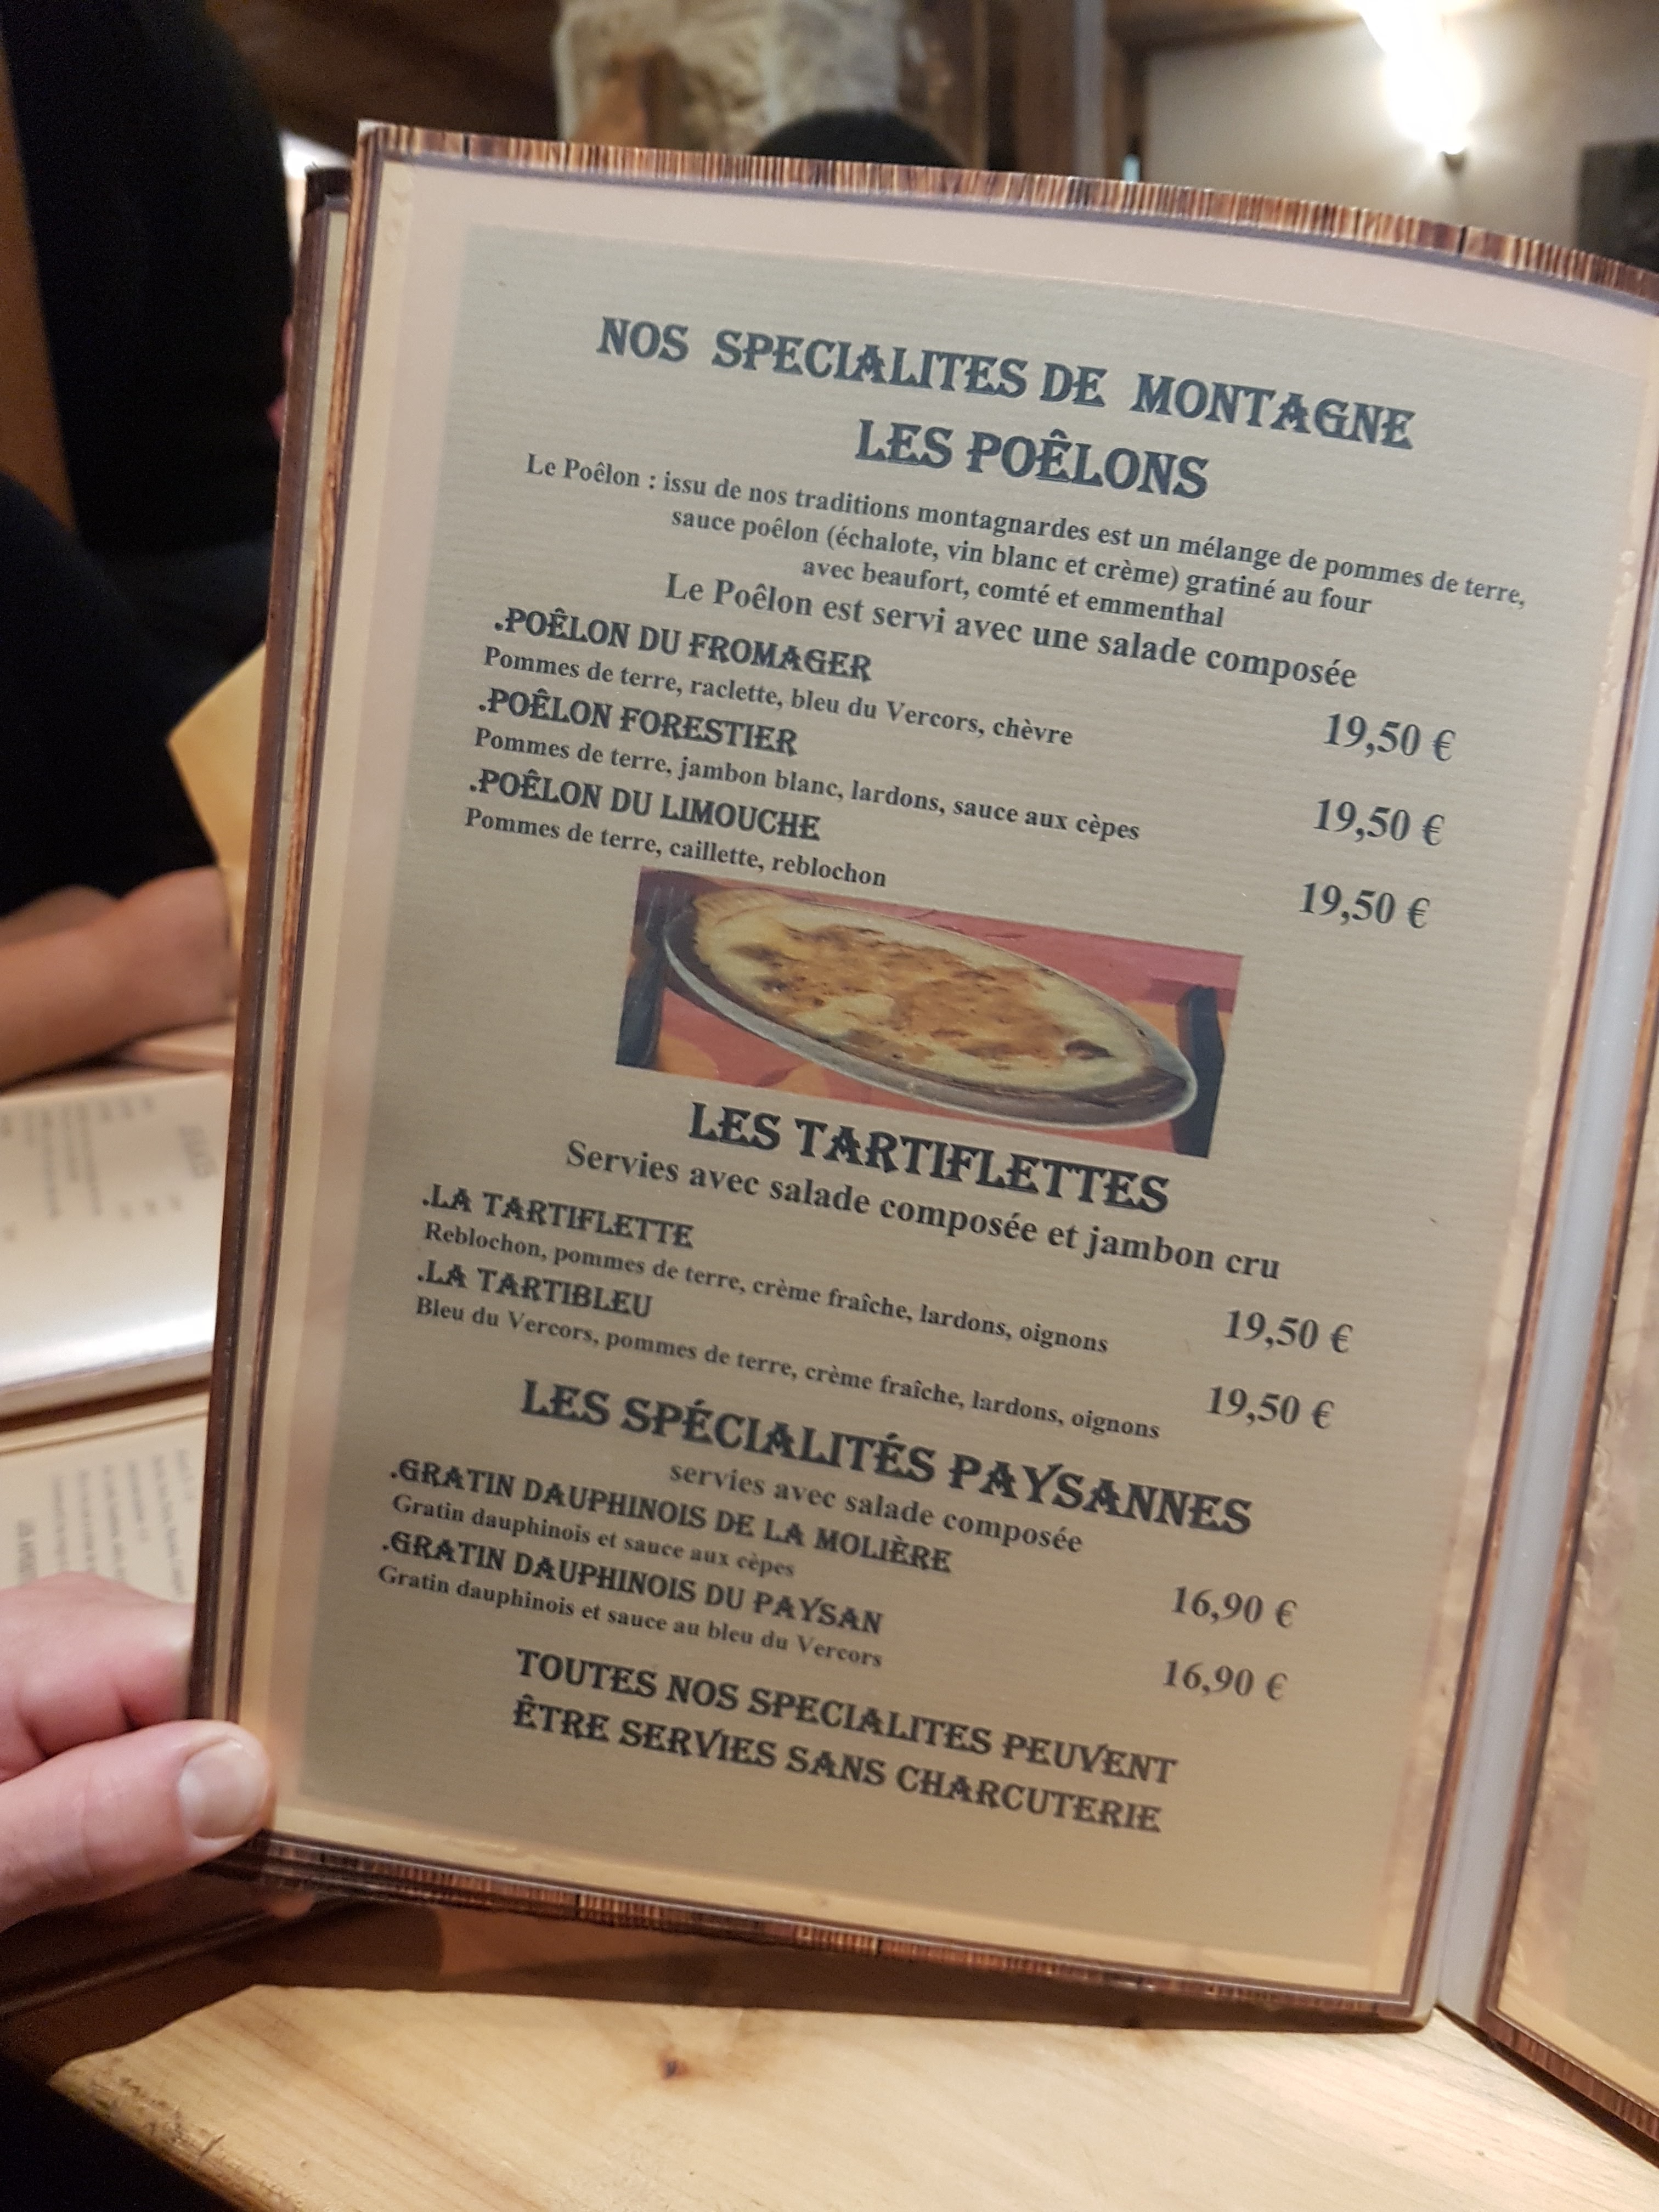 NOS SPECIALITES DE MONTAGNE
LES POÊLONS
Le Poêlon : issu de nos traditions montagnardes est un mélange de pommes de terre,
sauce poêlon (échalote, vin blanc et crème) gratiné au four
avec beaufort, comté et emmenthal
Le Poêlon est servi avec une salade composée
.POÊLON DU FROMAGER
Pommes de terre, raclette, bleu du Vercors, chèvre 19,50 €
.POÊLON FORESTIER
Pommes de terre, jambon blanc, lardons, sauce aux cèpes 19,50 €
.POÊLON DU LIMOUCHE
Pommes de terre, caillette, reblochon 19,50 €
LES TARTIFLETTES
Servies avec salade composée et jambon cru
.LA TARTIFLETTE
Reblochon, pommes de terre, crème fraîche, lardons, oignons 19,50 €
.LA TARTIBLEU
Bleu du Vercors, pommes de terre, crème fraîche, lardons, oignons 19,50 €
LES SPÉCIALITÉS PAYSANNES
servies avec salade composée
.GRATIN DAUPHINOIS DE LA MOLIÈRE
Gratin dauphinois et sauce aux cèpes 16,90 €
.GRATIN DAUPHINOIS DU PAYSAN
Gratin dauphinois et sauce au bleu du Vercors 16,90 €
TOUTES NOS SPECIALITES PEUVENT
ÊTRE SERVIES SANS CHARCUTERIE